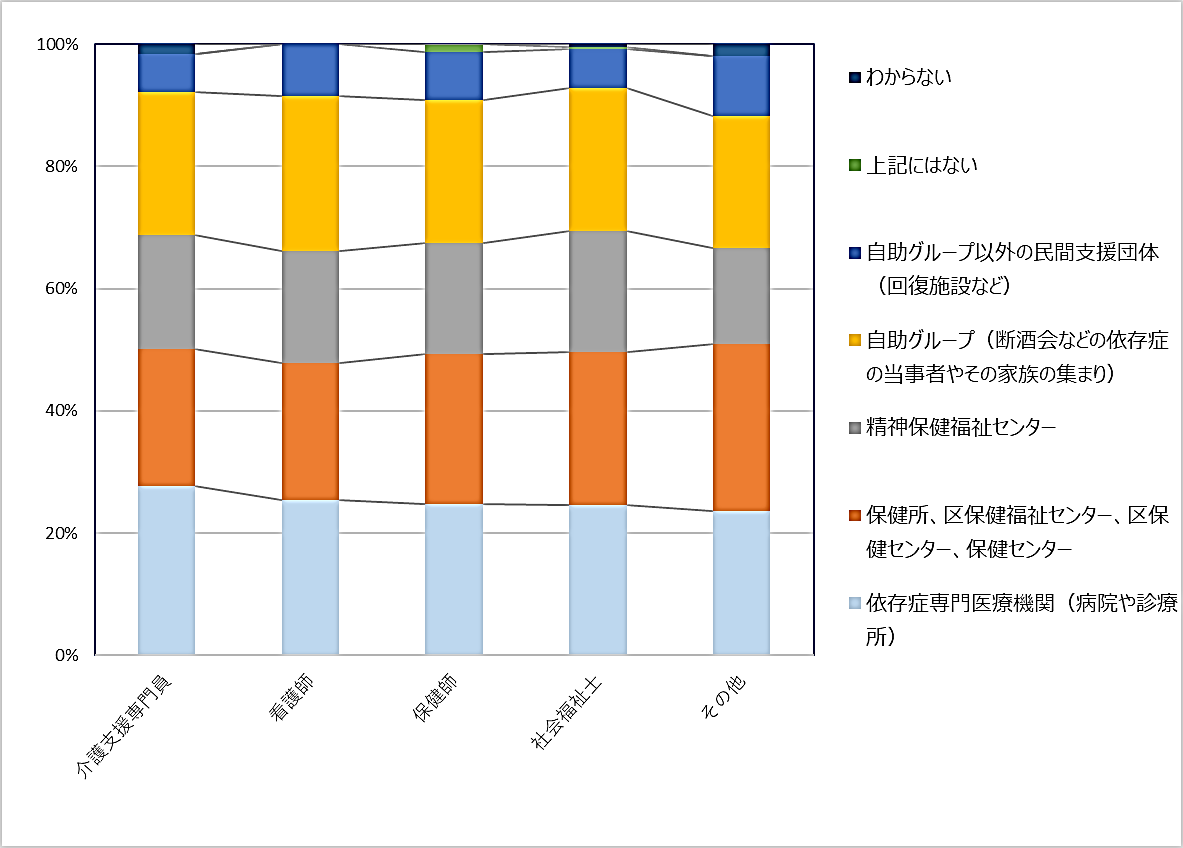 100%
80%
60%
40%
20%
0%
介護支援専門員
看護師
保健師
社会福祉士
その他
わからない
上記にはない
自助グループ以外の民間支援団体
（回復施設など）
自助グループ（断酒会などの依存症
の当事者やその家族の集まり）
精神保健福祉センター
保健所、区保健福祉センター、区保
健センター、保健センター
依存症専門医療機関（病院や診療
所）